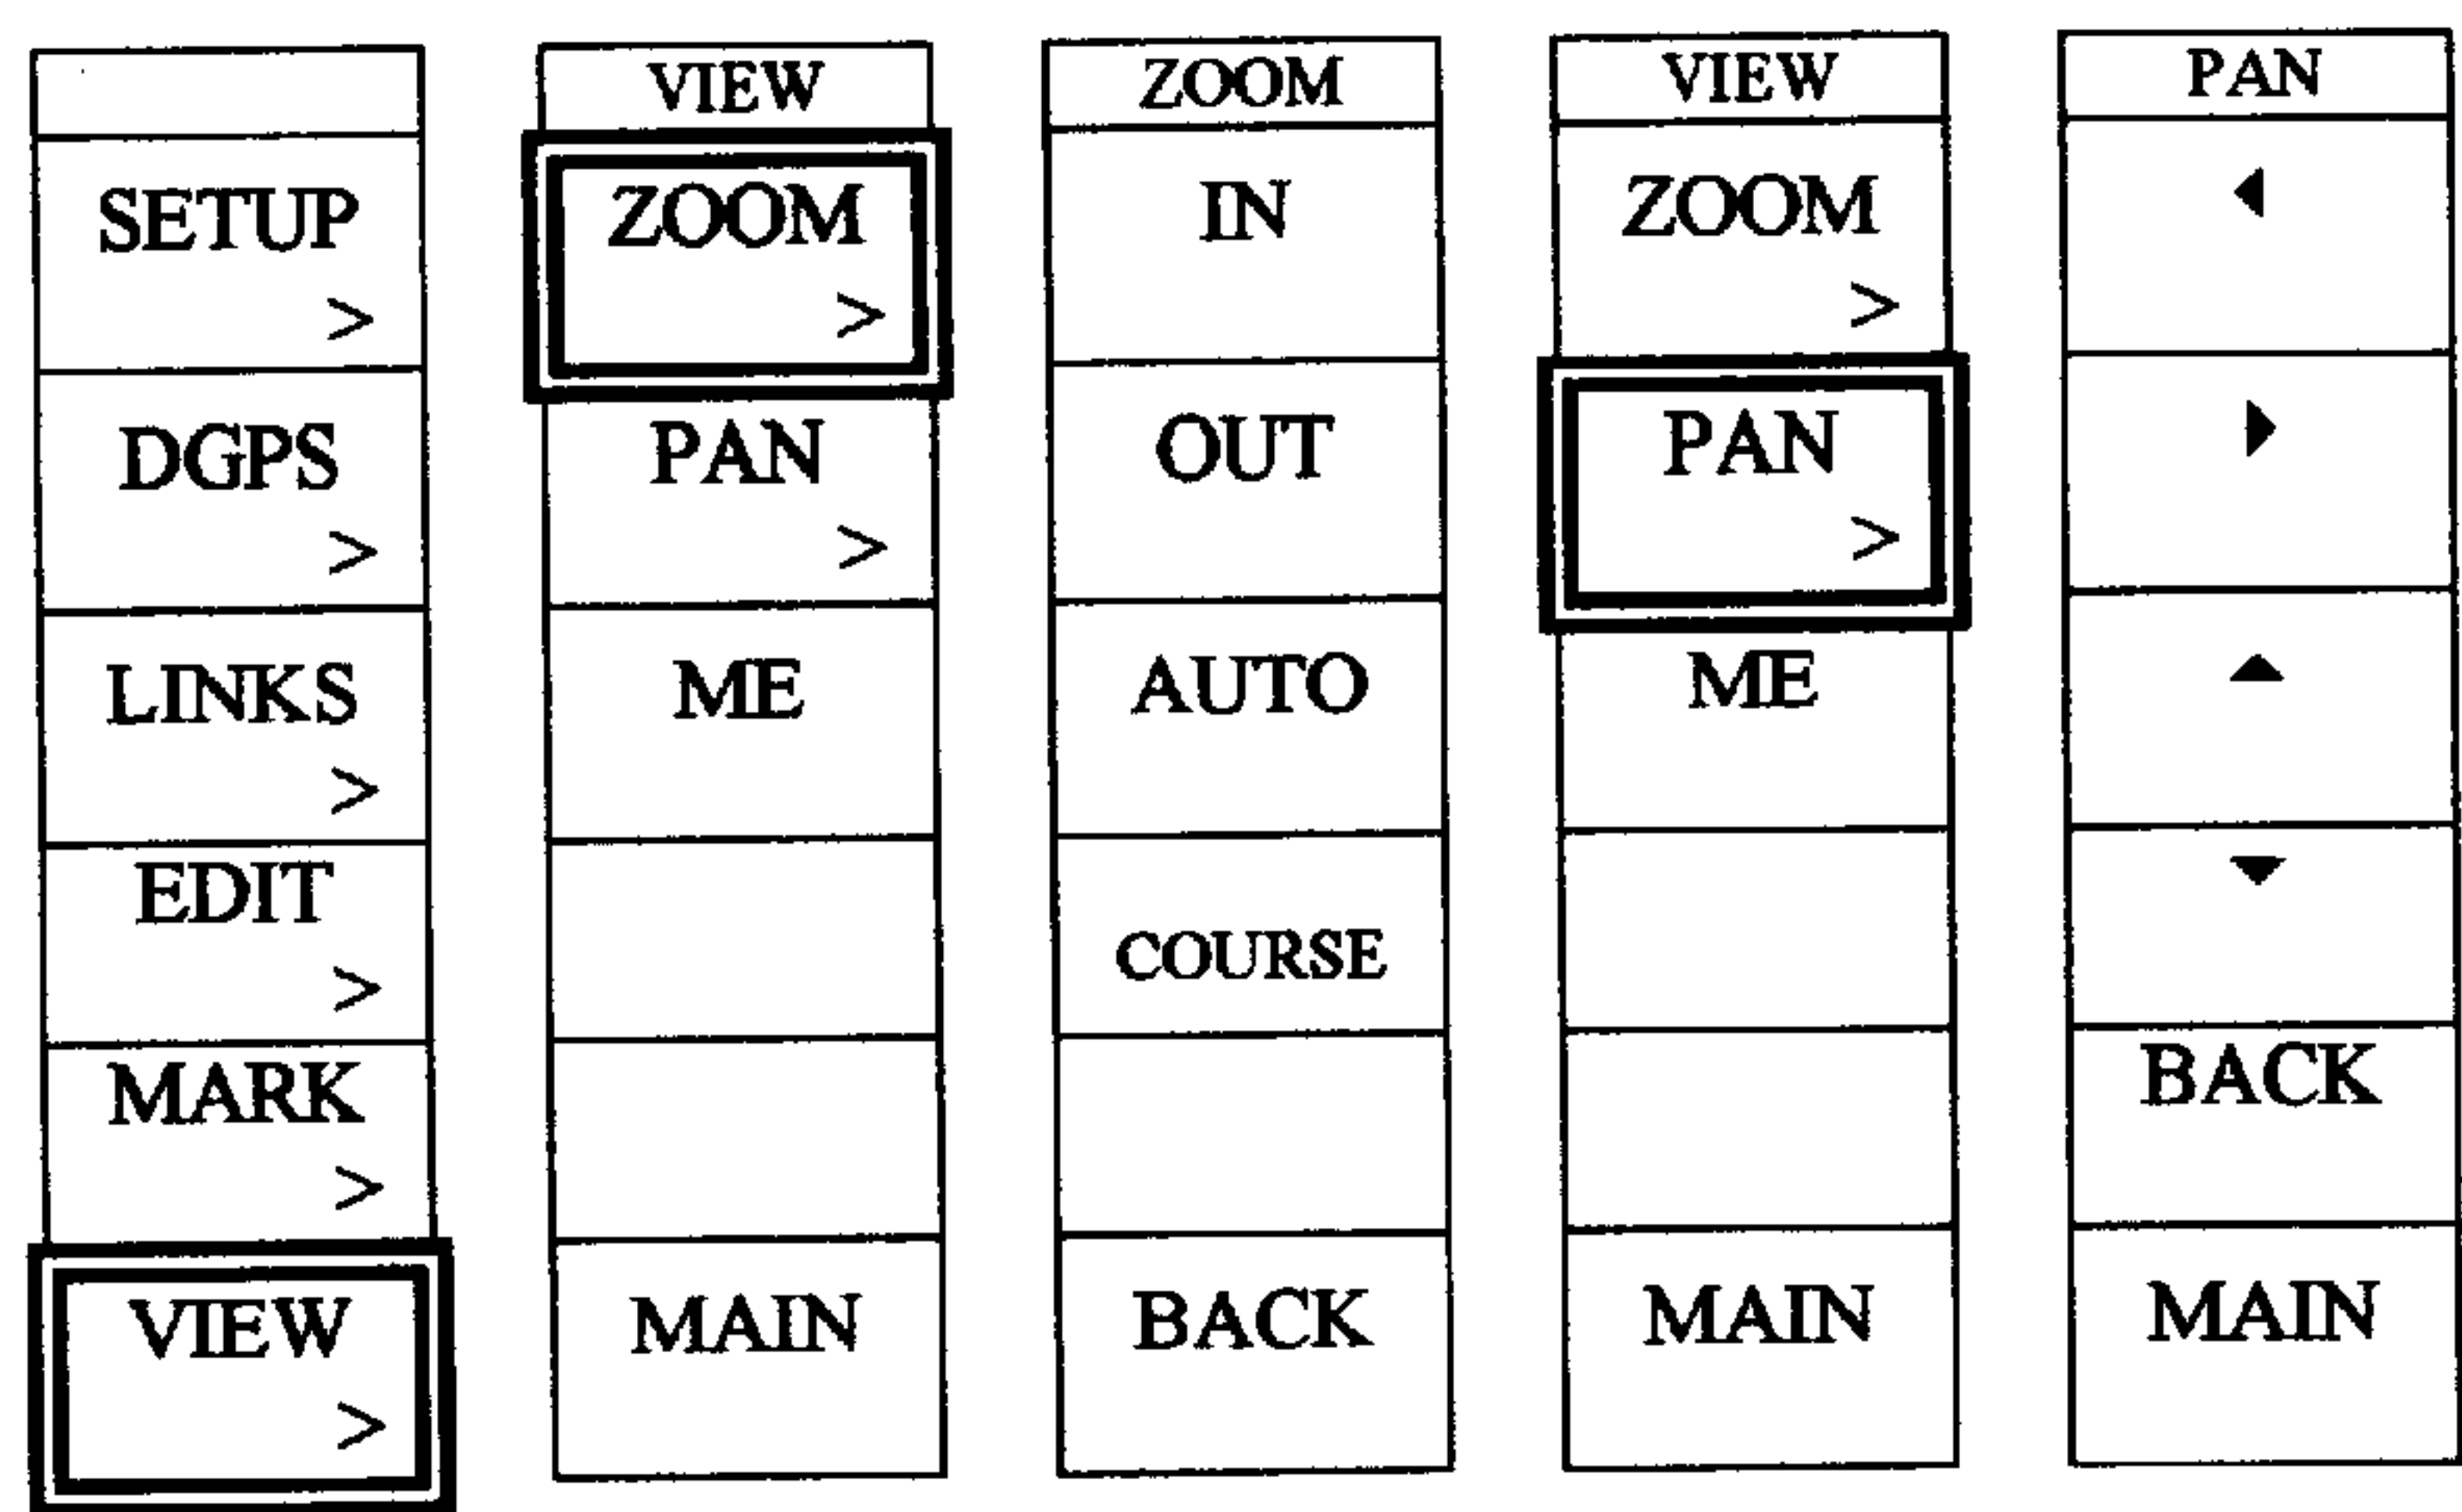 SETUP
>
DGPS
>
LINKS
>
EDIT
>
MARK
>
VIEW
>
VIEW
ZOOM
>
PAN
>
ME
MAIN
ZOOM
IN
OUT
AUTO
COURSE
BACK
VIEW
ZOOM
>
PAN
>
ME
MAIN
PAN
◀
▶
▲
▼
BACK
MAIN